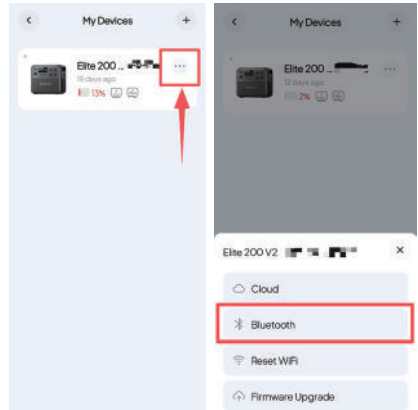 My Devices
Elite 200 ..
19 days ago
13%
My Devices
Elite 200 ..
12 days ago
2%
Elite 200 V2
Cloud
Bluetooth
Reset WiFi
Firmware Upgrade